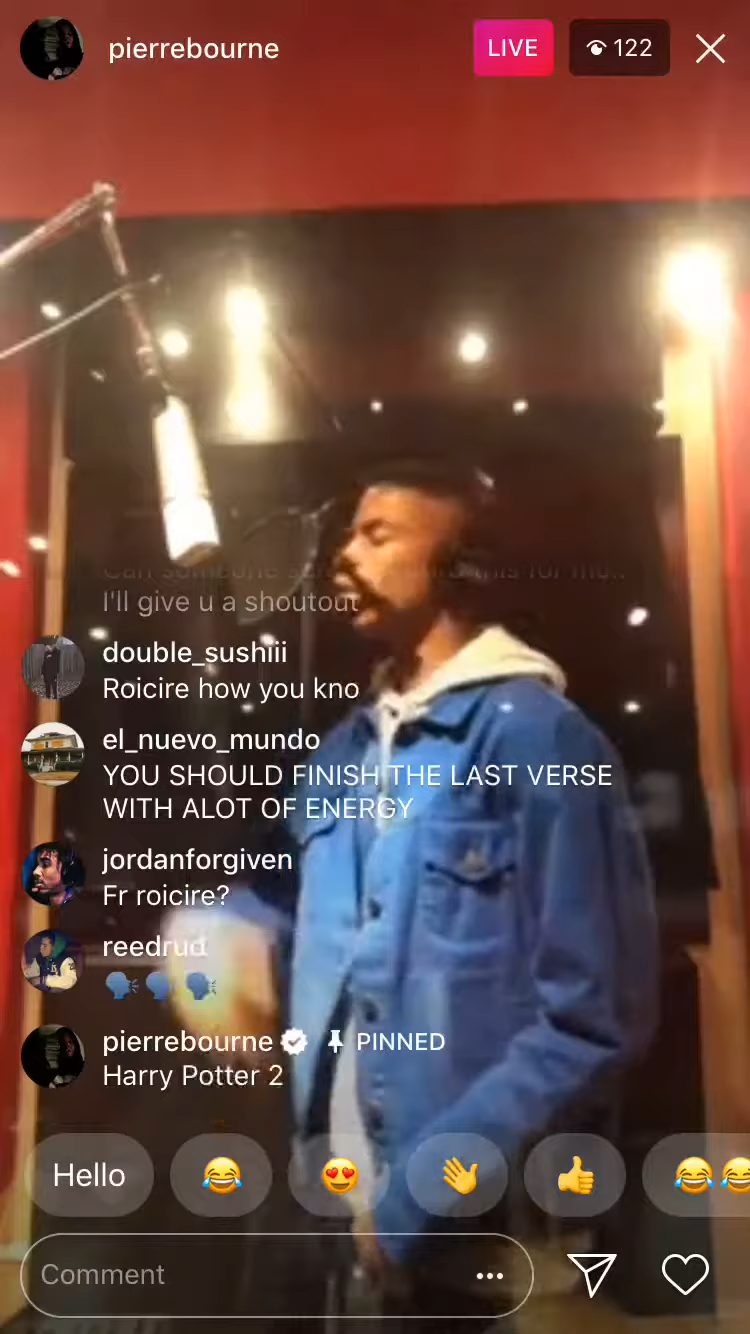 pierrebourne
LIVE
122
I'll give u a shoutout
double_sushiii
Roicire how you kno
el_nuevo_mundo
YOU SHOULD FINISH THE LAST VERSE
WITH ALOT OF ENERGY
jordanforgiven
Fr roicire?
reedrud
🗣🗣🗣
pierrebourne PINNED
Harry Potter 2
Hello 😂 😍 👋 👍 😂😂
Comment